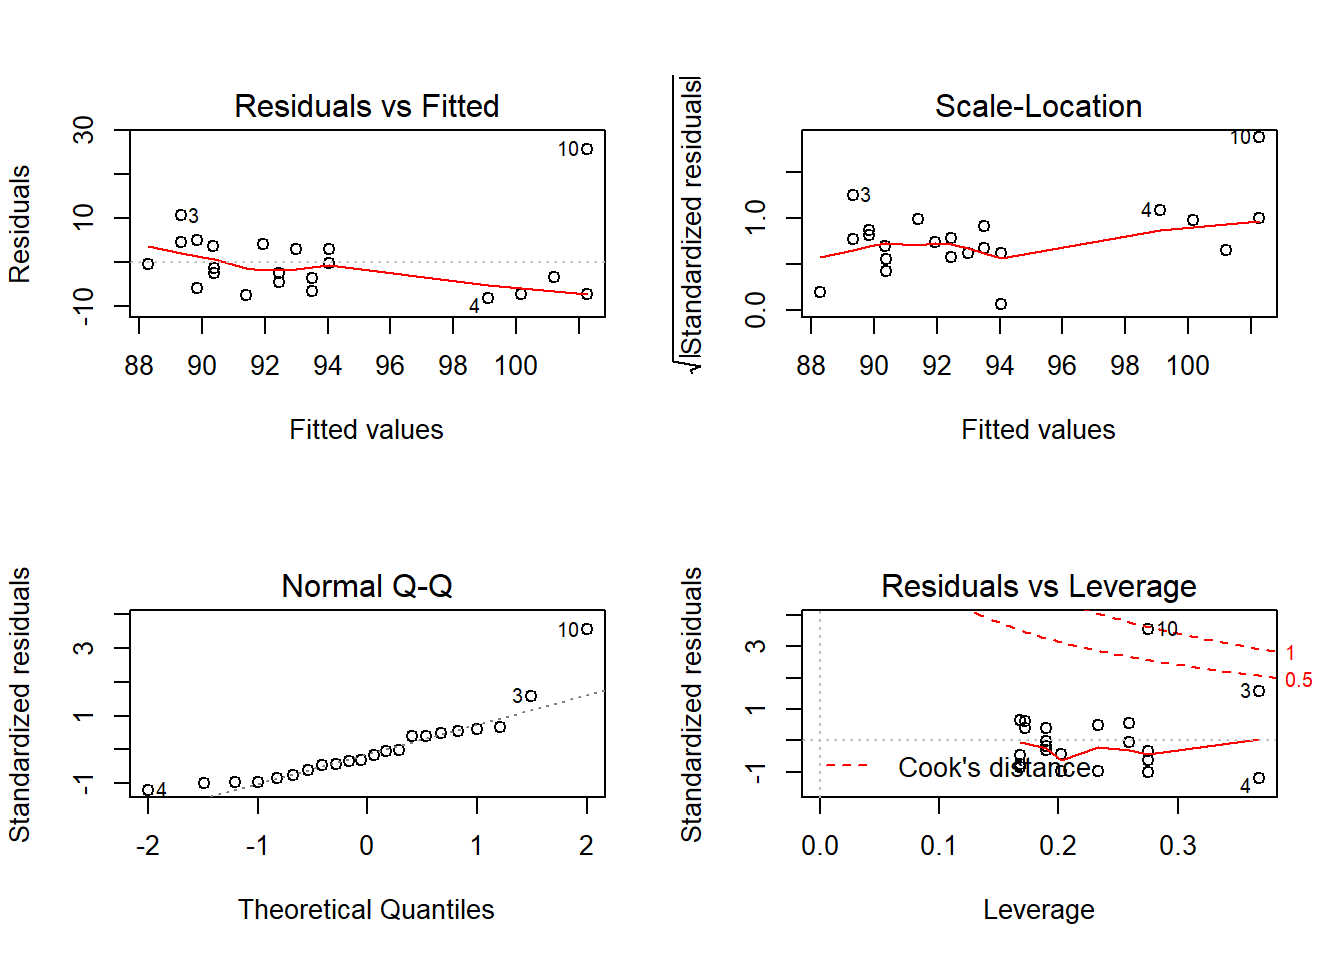 Residuals vs Fitted
Residuals
30
10
-10
10
3
4
88 90 92 94 96 98 100
Fitted values
Scale-Location
√|Standardized residuals|
1.0
0.0
10
3
4
88 90 92 94 96 98 100
Fitted values
Normal Q-Q
Standardized residuals
3
1
-1
10
3
4
-2 -1 0 1 2
Theoretical Quantiles
Residuals vs Leverage
Standardized residuals
3
1
-1
10
1
0.5
3
Cook's distance
4
0.0 0.1 0.2 0.3
Leverage